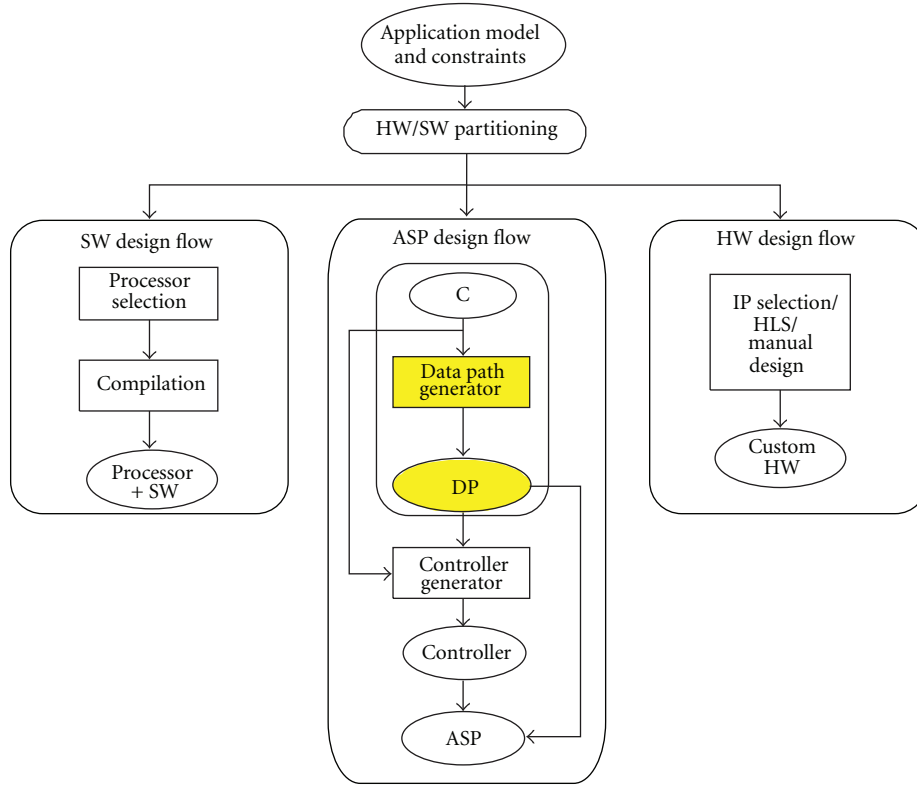 Application model
and constraints
HW/SW partitioning
SW design flow
Processor
selection
Compilation
Processor
+ SW
ASP design flow
C
Data path
generator
DP
Controller
generator
Controller
ASP
HW design flow
IP selection/
HLS/
manual
design
Custom
HW